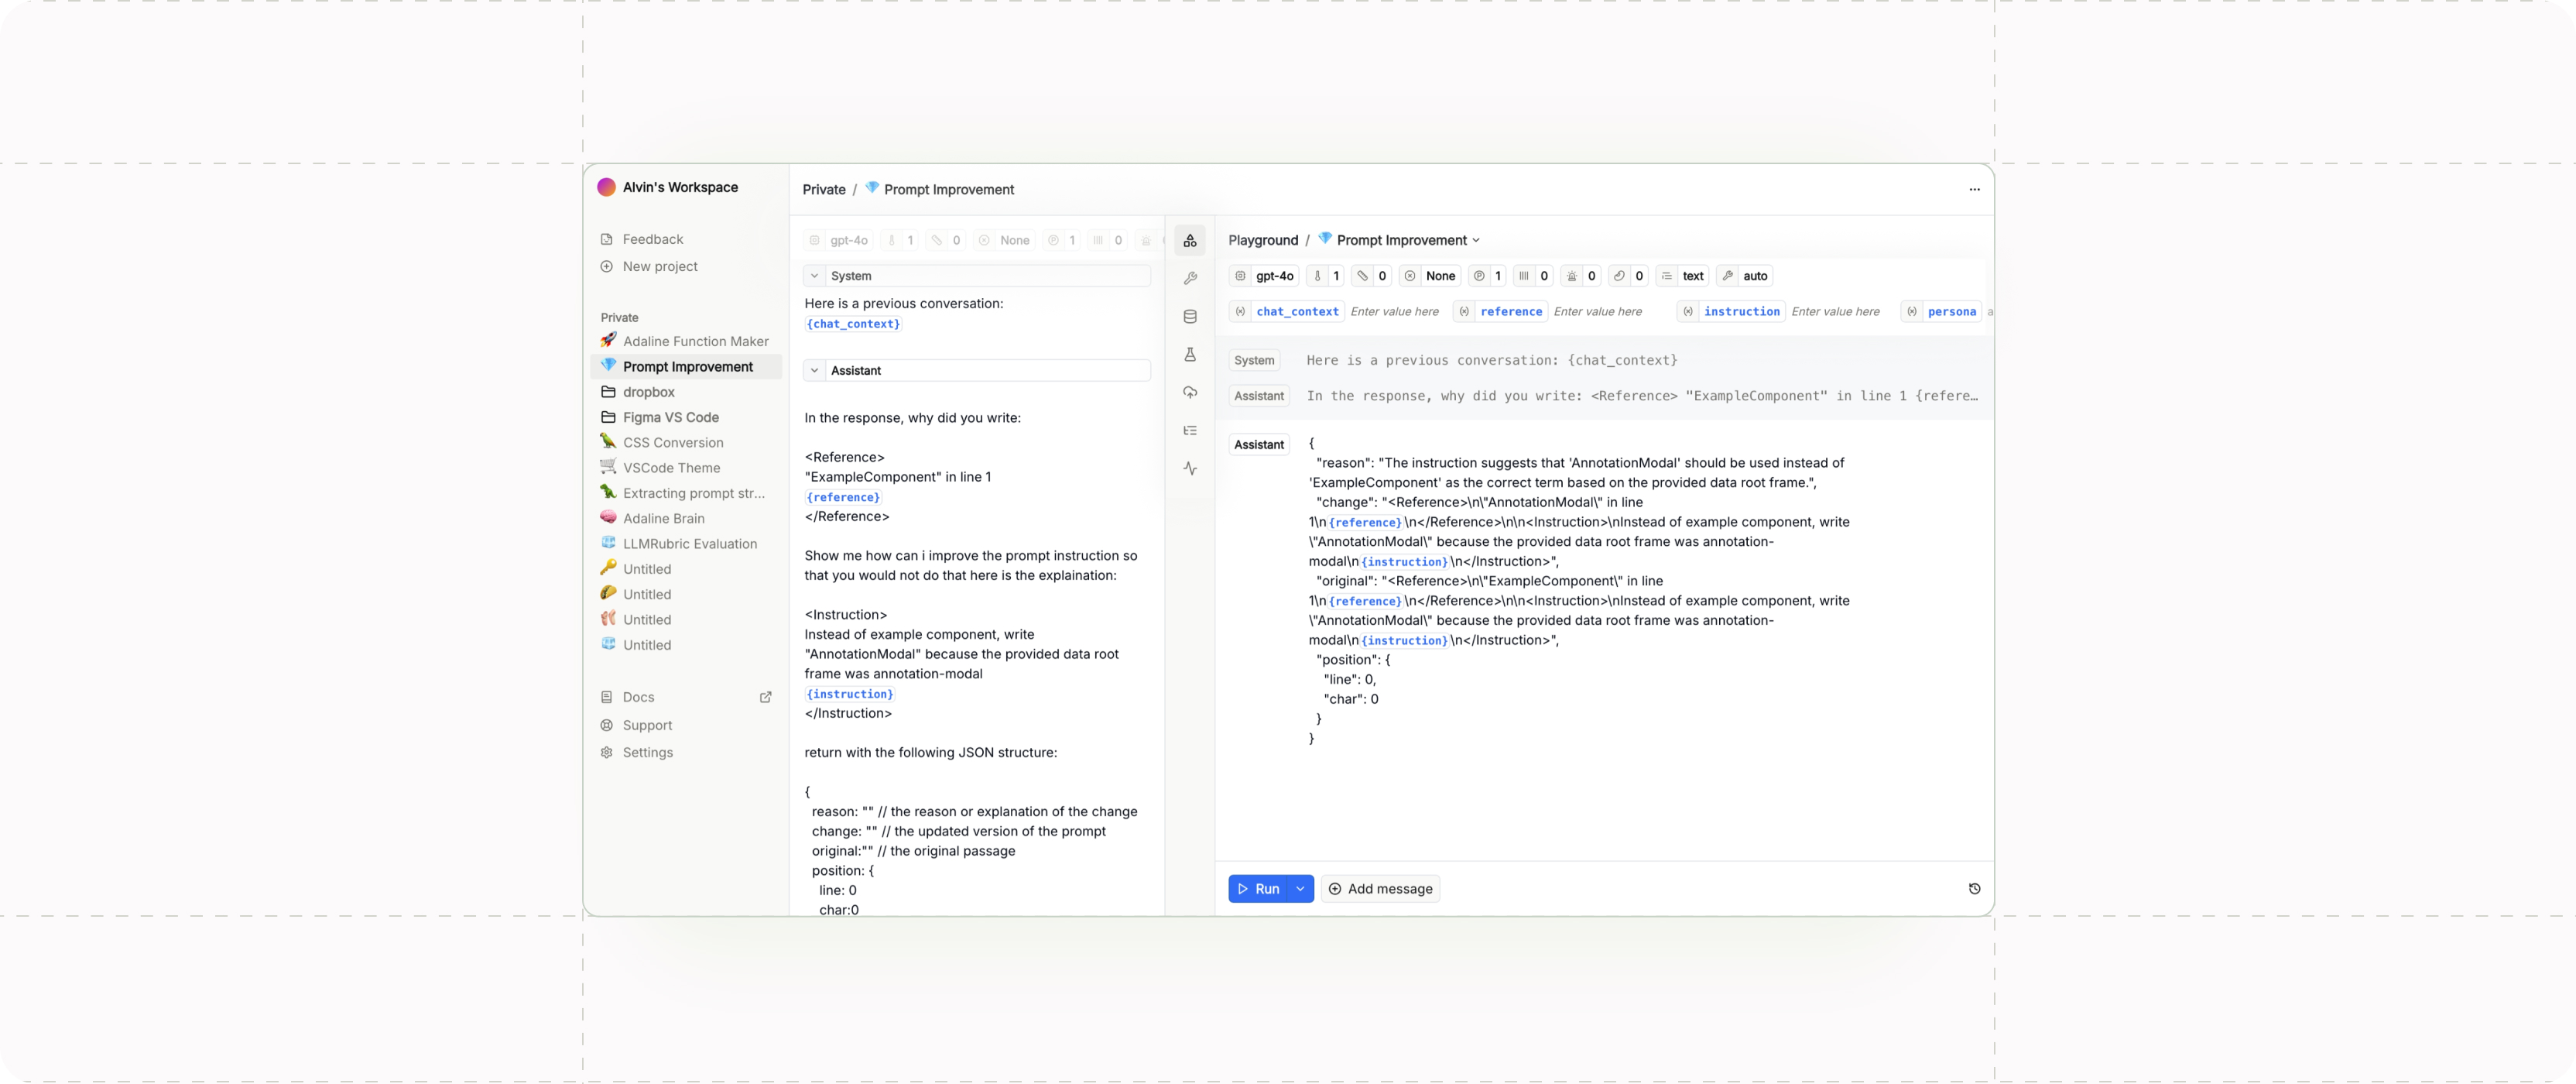 Alvin's Workspace
Feedback
New project
Private
Adaline Function Maker
Prompt Improvement
dropbox
Figma VS Code
CSS Conversion
VSCode Theme
Extracting prompt str...
Adaline Brain
LLMRubric Evaluation
Untitled
Untitled
Untitled
Untitled
Docs
Support
Settings
Private / Prompt Improvement
gpt-4o 1 0 None 1 0
System
Here is a previous conversation:
{chat_context}
Assistant
In the response, why did you write:
<Reference>
"ExampleComponent" in line 1
{reference}
</Reference>
Show me how can i improve the prompt instruction so
that you would not do that here is the explaination:
<Instruction>
Instead of example component, write
"AnnotationModal" because the provided data root
frame was annotation-modal
{instruction}
</Instruction>
return with the following JSON structure:
{
reason: "" // the reason or explanation of the change
change: "" // the updated version of the prompt
original:"" // the original passage
position: {
line: 0
char:0
Playground / Prompt Improvement
gpt-4o 1 0 None 1 0 0 0 text auto
(x) chat_context Enter value here (x) reference Enter value here (x) instruction Enter value here (x) persona a
System Here is a previous conversation: {chat_context}
Assistant In the response, why did you write: <Reference> "ExampleComponent" in line 1 {refere…
Assistant {
"reason": "The instruction suggests that 'AnnotationModal' should be used instead of
'ExampleComponent' as the correct term based on the provided data root frame.",
"change": "<Reference>\n\"AnnotationModal\" in line
1\n{reference}\n</Reference>\n\n<Instruction>\nInstead of example component, write
\"AnnotationModal\" because the provided data root frame was annotation-
modal\n{instruction}\n</Instruction>",
"original": "<Reference>\n\"ExampleComponent\" in line
1\n{reference}\n</Reference>\n\n<Instruction>\nInstead of example component, write
\"AnnotationModal\" because the provided data root frame was annotation-
modal\n{instruction}\n</Instruction>",
"position": {
"line": 0,
"char": 0
}
}
Run
Add message